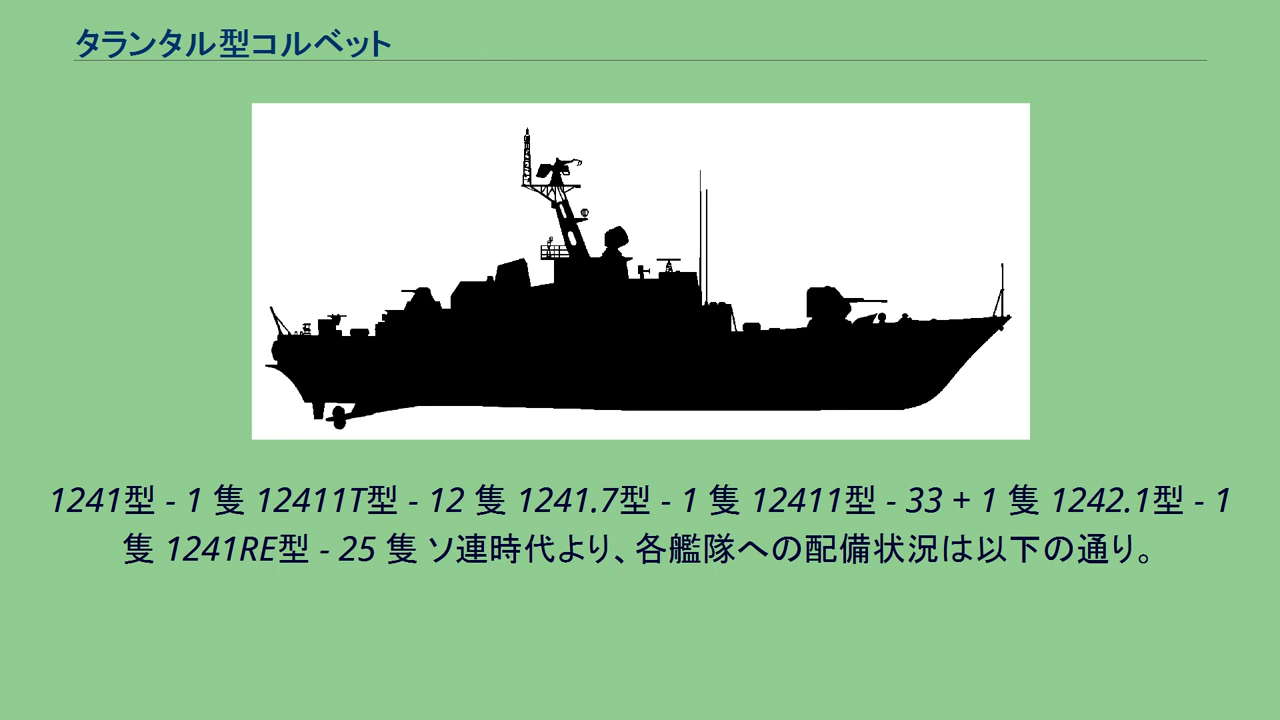 タランタル型コルベット
1241型 - 1 隻 12411T型 - 12 隻 1241.7型 - 1 隻 12411型 - 33 + 1 隻 1242.1型 - 1
隻 1241RE型 - 25 隻 ソ連時代より、各艦隊への配備状況は以下の通り。